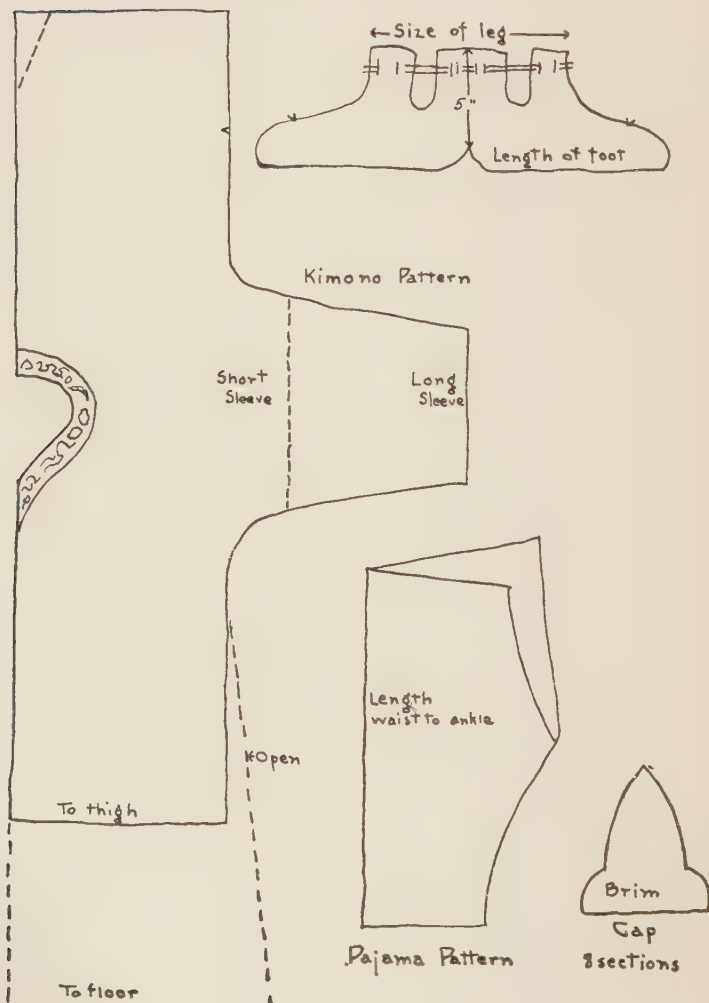 Size of leg
5"
Length of foot
Kimono Pattern
Short
Sleeve
Long
Sleeve
Length
waist to ankle
Open
To thigh
Brim
Cap
8 sections
Pajama Pattern
To floor